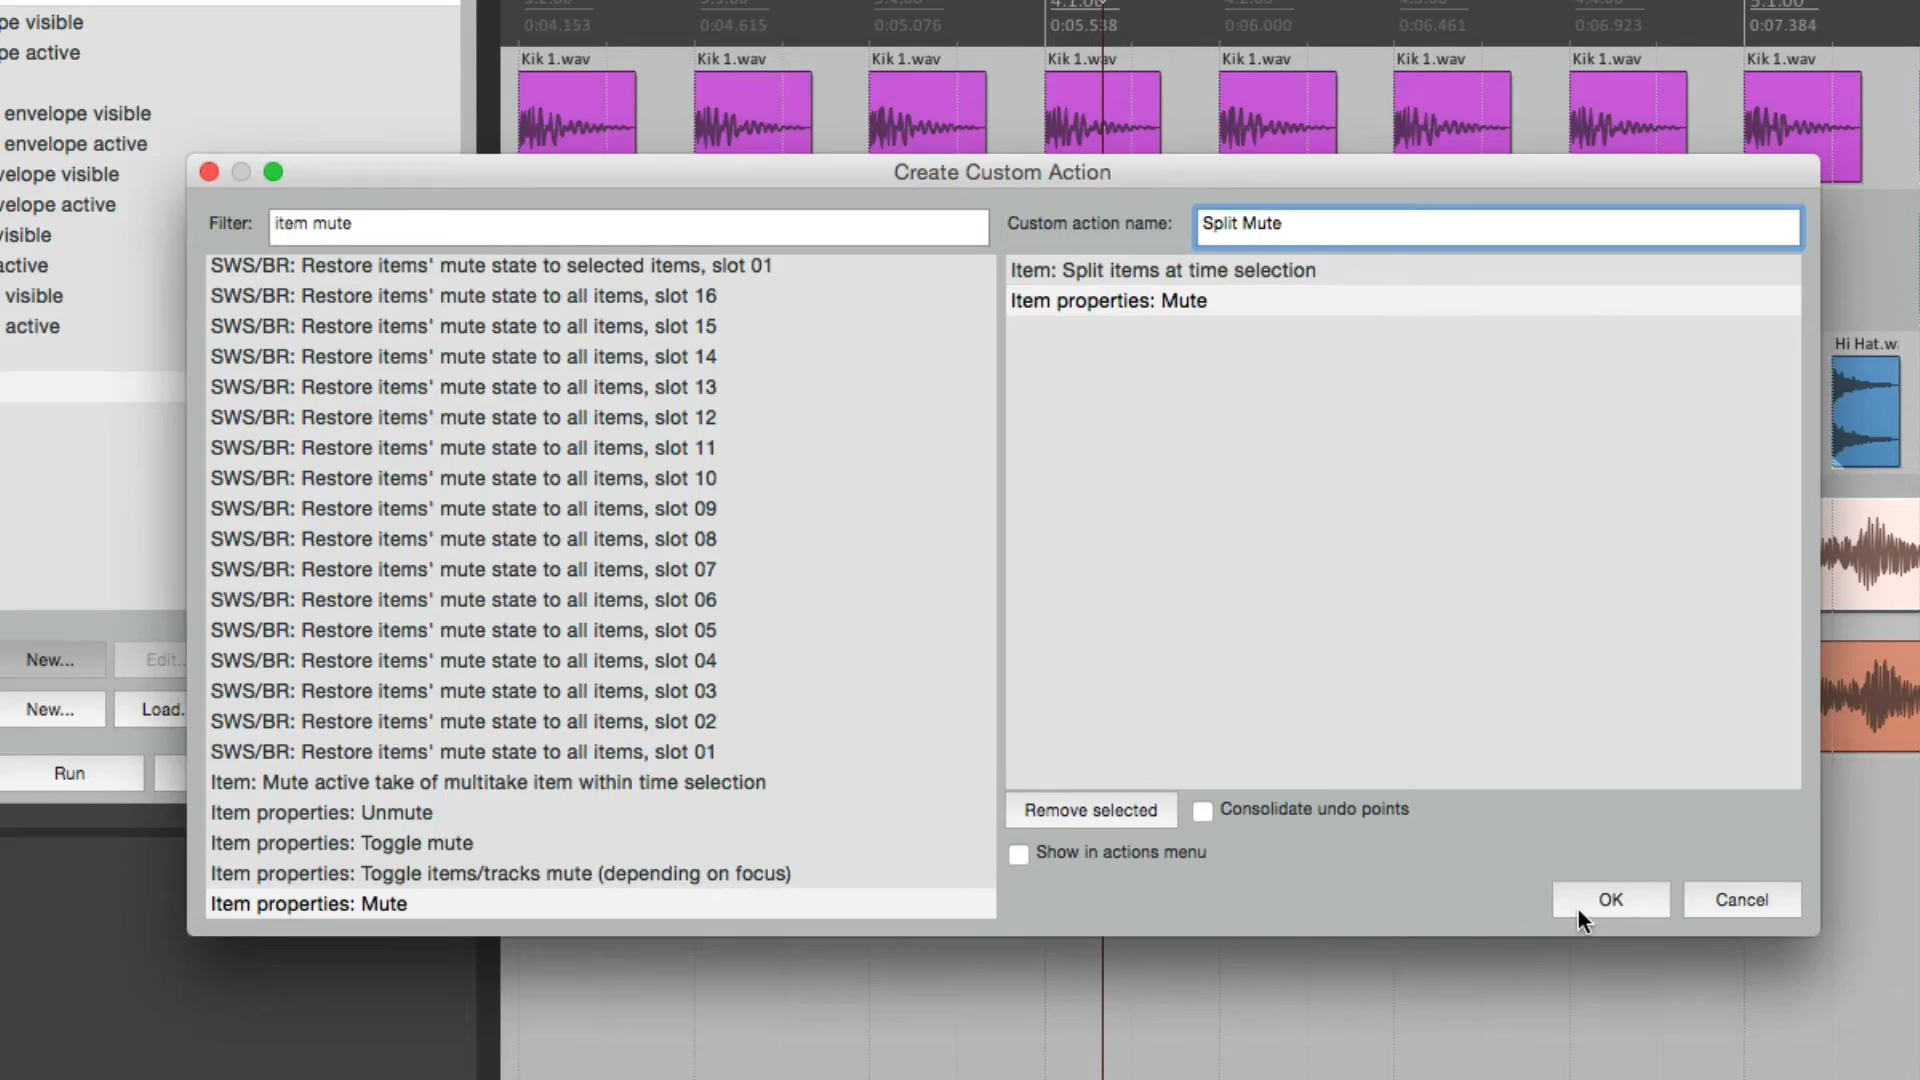 pe visible
pe active
envelope visible
envelope active
velope visible
velope active
visible
active
visible
active
New...
Edit...
New...
Load.
Run
0:04.153
0:04.615
0:05.076
4.1.00
0:05.538
0:06.000
0:06.461
0:06.923
5.1.00
0:07.384
Kik 1.wav
Kik 1.wav
Kik 1.wav
Kik 1.wav
Kik 1.wav
Kik 1.wav
Kik 1.wav
Kik 1.wav
Create Custom Action
Filter:
item mute
Custom action name:
Split Mute
SWS/BR: Restore items' mute state to selected items, slot 01
SWS/BR: Restore items' mute state to all items, slot 16
SWS/BR: Restore items' mute state to all items, slot 15
SWS/BR: Restore items' mute state to all items, slot 14
SWS/BR: Restore items' mute state to all items, slot 13
SWS/BR: Restore items' mute state to all items, slot 12
SWS/BR: Restore items' mute state to all items, slot 11
SWS/BR: Restore items' mute state to all items, slot 10
SWS/BR: Restore items' mute state to all items, slot 09
SWS/BR: Restore items' mute state to all items, slot 08
SWS/BR: Restore items' mute state to all items, slot 07
SWS/BR: Restore items' mute state to all items, slot 06
SWS/BR: Restore items' mute state to all items, slot 05
SWS/BR: Restore items' mute state to all items, slot 04
SWS/BR: Restore items' mute state to all items, slot 03
SWS/BR: Restore items' mute state to all items, slot 02
SWS/BR: Restore items' mute state to all items, slot 01
Item: Mute active take of multitake item within time selection
Item properties: Unmute
Item properties: Toggle mute
Item properties: Toggle items/tracks mute (depending on focus)
Item properties: Mute
Item: Split items at time selection
Item properties: Mute
Remove selected
Consolidate undo points
Show in actions menu
OK
Cancel
Hi Hat.w